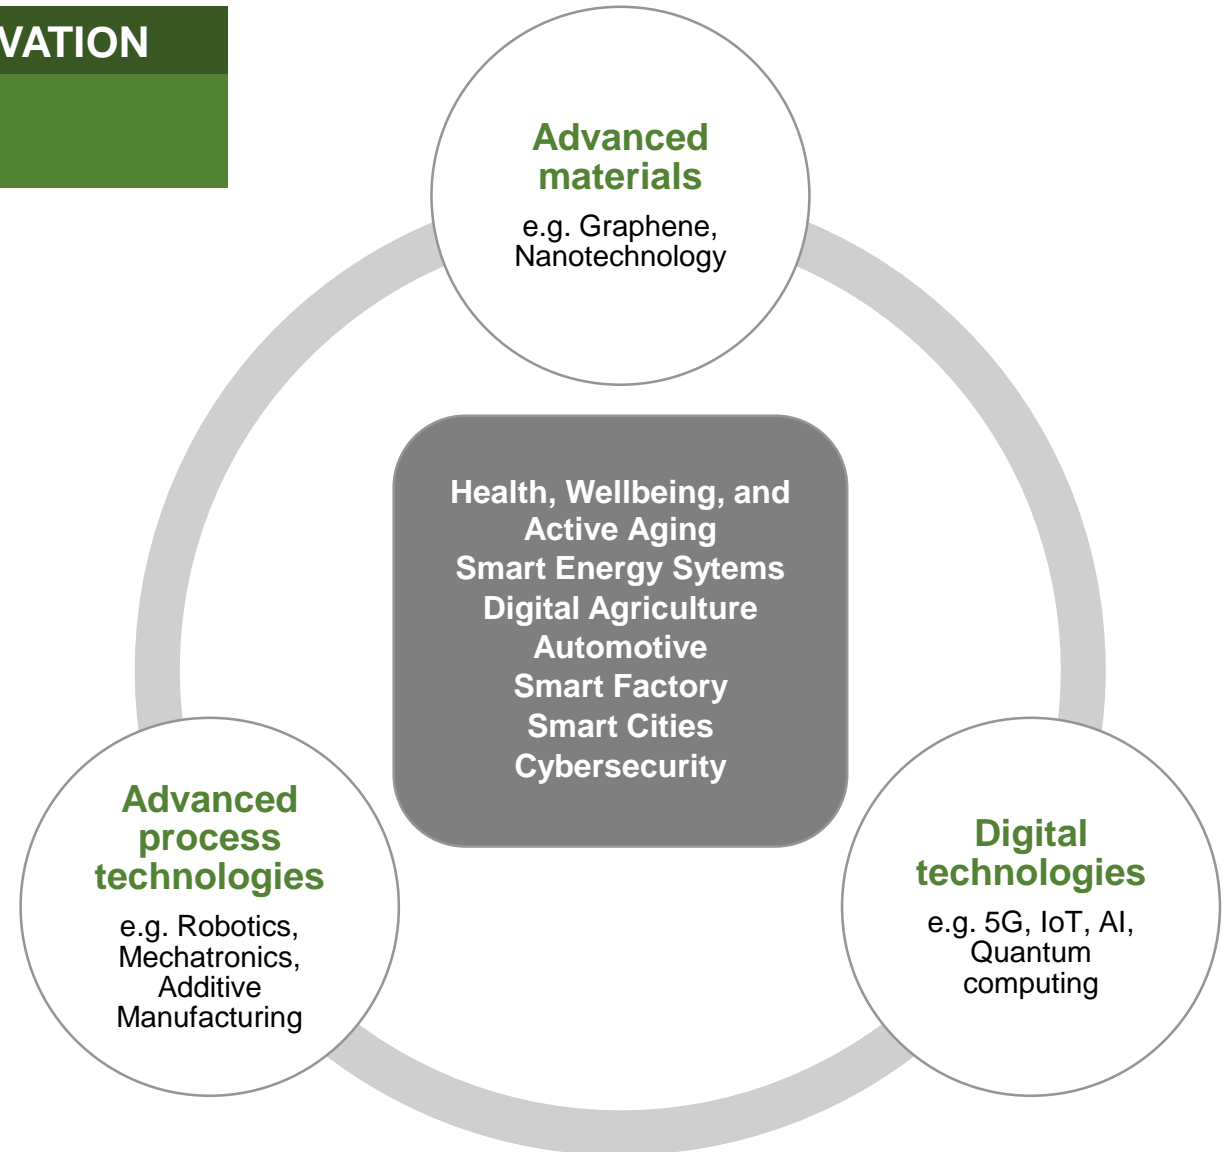 VATION
Advanced
materials
e.g. Graphene,
Nanotechnology
Health, Wellbeing, and
Active Aging
Smart Energy Sytems
Digital Agriculture
Automotive
Smart Factory
Smart Cities
Cybersecurity
Advanced
process
technologies
e.g. Robotics,
Mechatronics,
Additive
Manufacturing
Digital
technologies
e.g. 5G, IoT, AI,
Quantum
computing